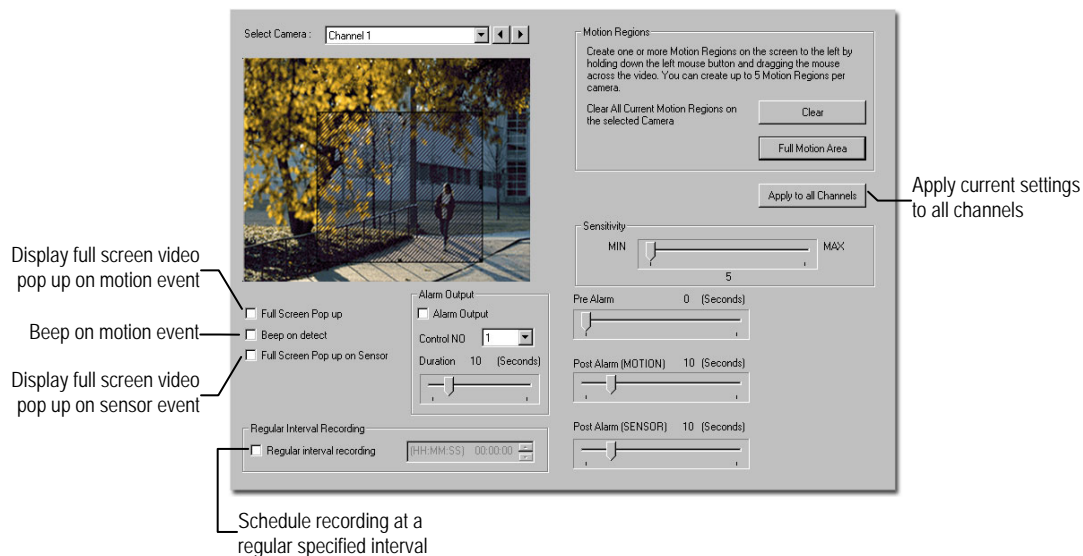 Select Camera :
Channel 1
Motion Regions
Create one or more Motion Regions on the screen to the left by
holding down the left mouse button and dragging the mouse
across the video. You can create up to 5 Motion Regions per
camera.
Clear All Current Motion Regions on
the selected Camera
Clear
Full Motion Area
Apply to all Channels
Apply current settings
to all channels
Sensitivity
MIN
MAX
5
Display full screen video
pop up on motion event
Beep on motion event
Display full screen video
pop up on sensor event
Full Screen Pop up
Beep on detect
Full Screen Pop up on Sensor
Alarm Output
Alarm Output
Control NO
1
Duration 10 (Seconds)
Pre Alarm 0 (Seconds)
Post Alarm (MOTION) 10 (Seconds)
Post Alarm (SENSOR) 10 (Seconds)
Regular Interval Recording
Regular interval recording
(HH:MM:SS) 00:00:00
Schedule recording at a
regular specified interval